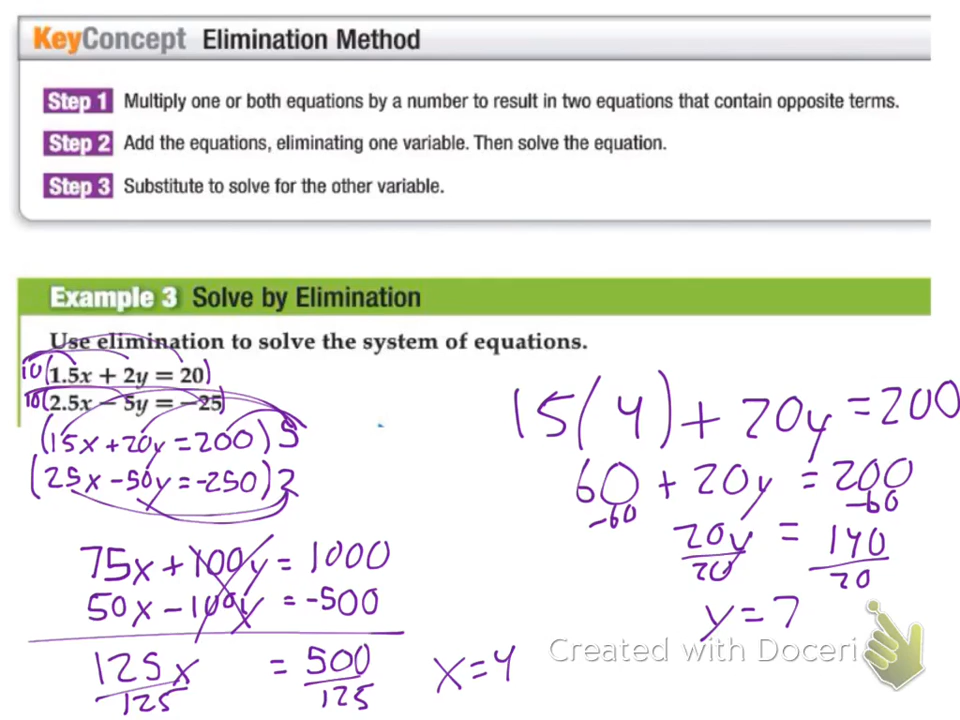 KeyConcept Elimination Method
Step 1 Multiply one or both equations by a number to result in two equations that contain opposite terms.
Step 2 Add the equations, eliminating one variable. Then solve the equation.
Step 3 Substitute to solve for the other variable.
Example 3 Solve by Elimination
Use elimination to solve the system of equations.
10(1.5x + 2y = 20)
10(2.5x − 5y = −25)
(15x + 20y = 200) 5
(25x − 50y = -250) 2
75x + 100y = 1000
50x − 100y = -500
125x = 500
125 125
x = 4
15(4) + 20y = 200
60 + 20y = 200
-60 -60
20y = 140
20 20
y = 7
Created with Doceri